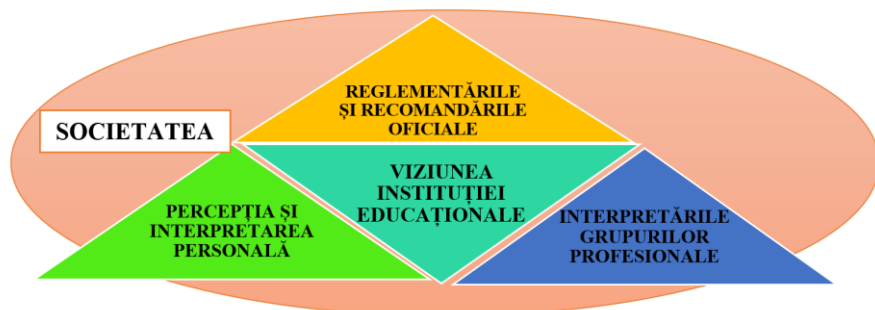 REGLEMENTĂRILE
ȘI RECOMANDĂRILE
OFICIALE
SOCIETATEA
VIZIUNEA
INSTITUȚIEI
EDUCAȚIONALE
PERCEPȚIA ȘI
INTERPRETAREA
PERSONALĂ
INTERPRETĂRILE
GRUPURILOR
PROFESIONALE